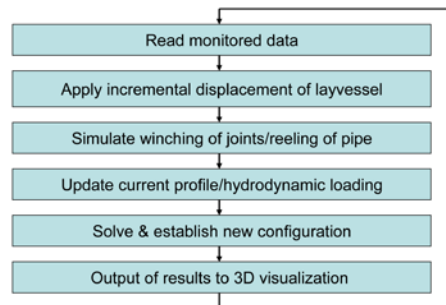 Read monitored data
Apply incremental displacement of layvessel
Simulate winching of joints/reeling of pipe
Update current profile/hydrodynamic loading
Solve & establish new configuration
Output of results to 3D visualization